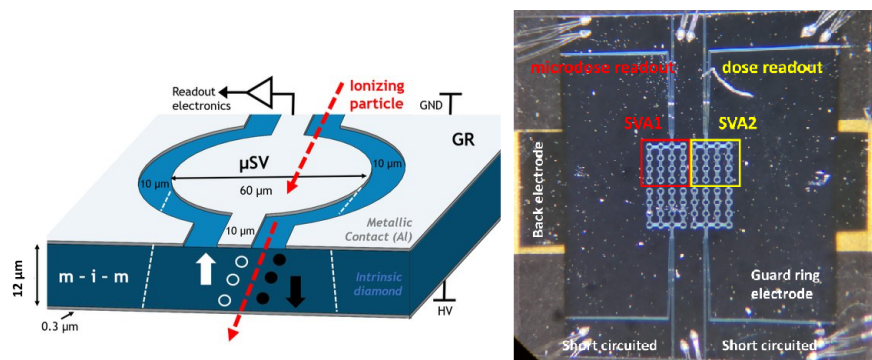 Readout
electronics
Ionizing
particle
GND
GR
μSV
10 μm
10 μm
60 μm
10 μm
Metallic
Contact (Al)
12 μm
m - i - m
Intrinsic
diamond
0.3 μm
HV
microdose readout
dose readout
SVA1
SVA2
Back electrode
Guard ring
electrode
Short circuited
Short circuited